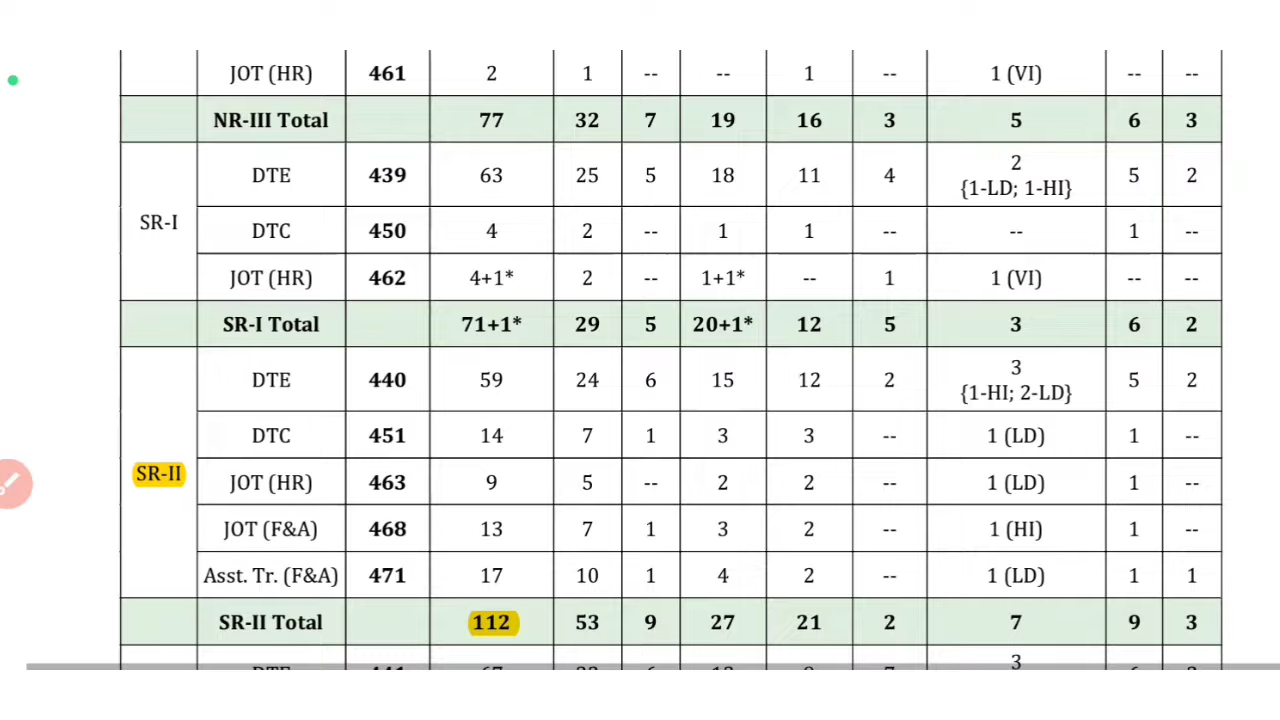 JOT (HR) 461 2 1 -- -- 1 -- 1 (VI) -- --
NR-III Total 77 32 7 19 16 3 5 6 3
SR-I
DTE 439 63 25 5 18 11 4 2 {1-LD; 1-HI} 5 2
DTC 450 4 2 -- 1 1 -- -- 1 --
JOT (HR) 462 4+1* 2 -- 1+1* -- 1 1 (VI) -- --
SR-I Total 71+1* 29 5 20+1* 12 5 3 6 2
SR-II
DTE 440 59 24 6 15 12 2 3 {1-HI; 2-LD} 5 2
DTC 451 14 7 1 3 3 -- 1 (LD) 1 --
JOT (HR) 463 9 5 -- 2 2 -- 1 (LD) 1 --
JOT (F&A) 468 13 7 1 3 2 -- 1 (HI) 1 --
Asst. Tr. (F&A) 471 17 10 1 4 2 -- 1 (LD) 1 1
SR-II Total 112 53 9 27 21 2 7 9 3
3